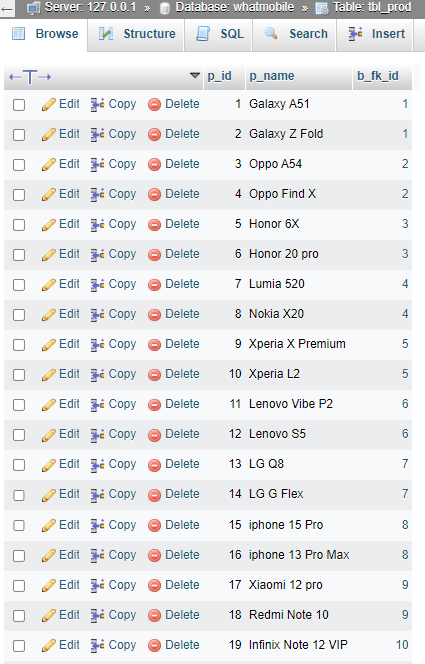 Server: 127.0.0.1 » Database: whatmobile » Table: tbl_prod
Browse Structure SQL Search Insert
p_id p_name b_fk_id
Edit Copy Delete 1 Galaxy A51 1
Edit Copy Delete 2 Galaxy Z Fold 1
Edit Copy Delete 3 Oppo A54 2
Edit Copy Delete 4 Oppo Find X 2
Edit Copy Delete 5 Honor 6X 3
Edit Copy Delete 6 Honor 20 pro 3
Edit Copy Delete 7 Lumia 520 4
Edit Copy Delete 8 Nokia X20 4
Edit Copy Delete 9 Xperia X Premium 5
Edit Copy Delete 10 Xperia L2 5
Edit Copy Delete 11 Lenovo Vibe P2 6
Edit Copy Delete 12 Lenovo S5 6
Edit Copy Delete 13 LG Q8 7
Edit Copy Delete 14 LG G Flex 7
Edit Copy Delete 15 iphone 15 Pro 8
Edit Copy Delete 16 iphone 13 Pro Max 8
Edit Copy Delete 17 Xiaomi 12 pro 9
Edit Copy Delete 18 Redmi Note 10 9
Edit Copy Delete 19 Infinix Note 12 VIP 10